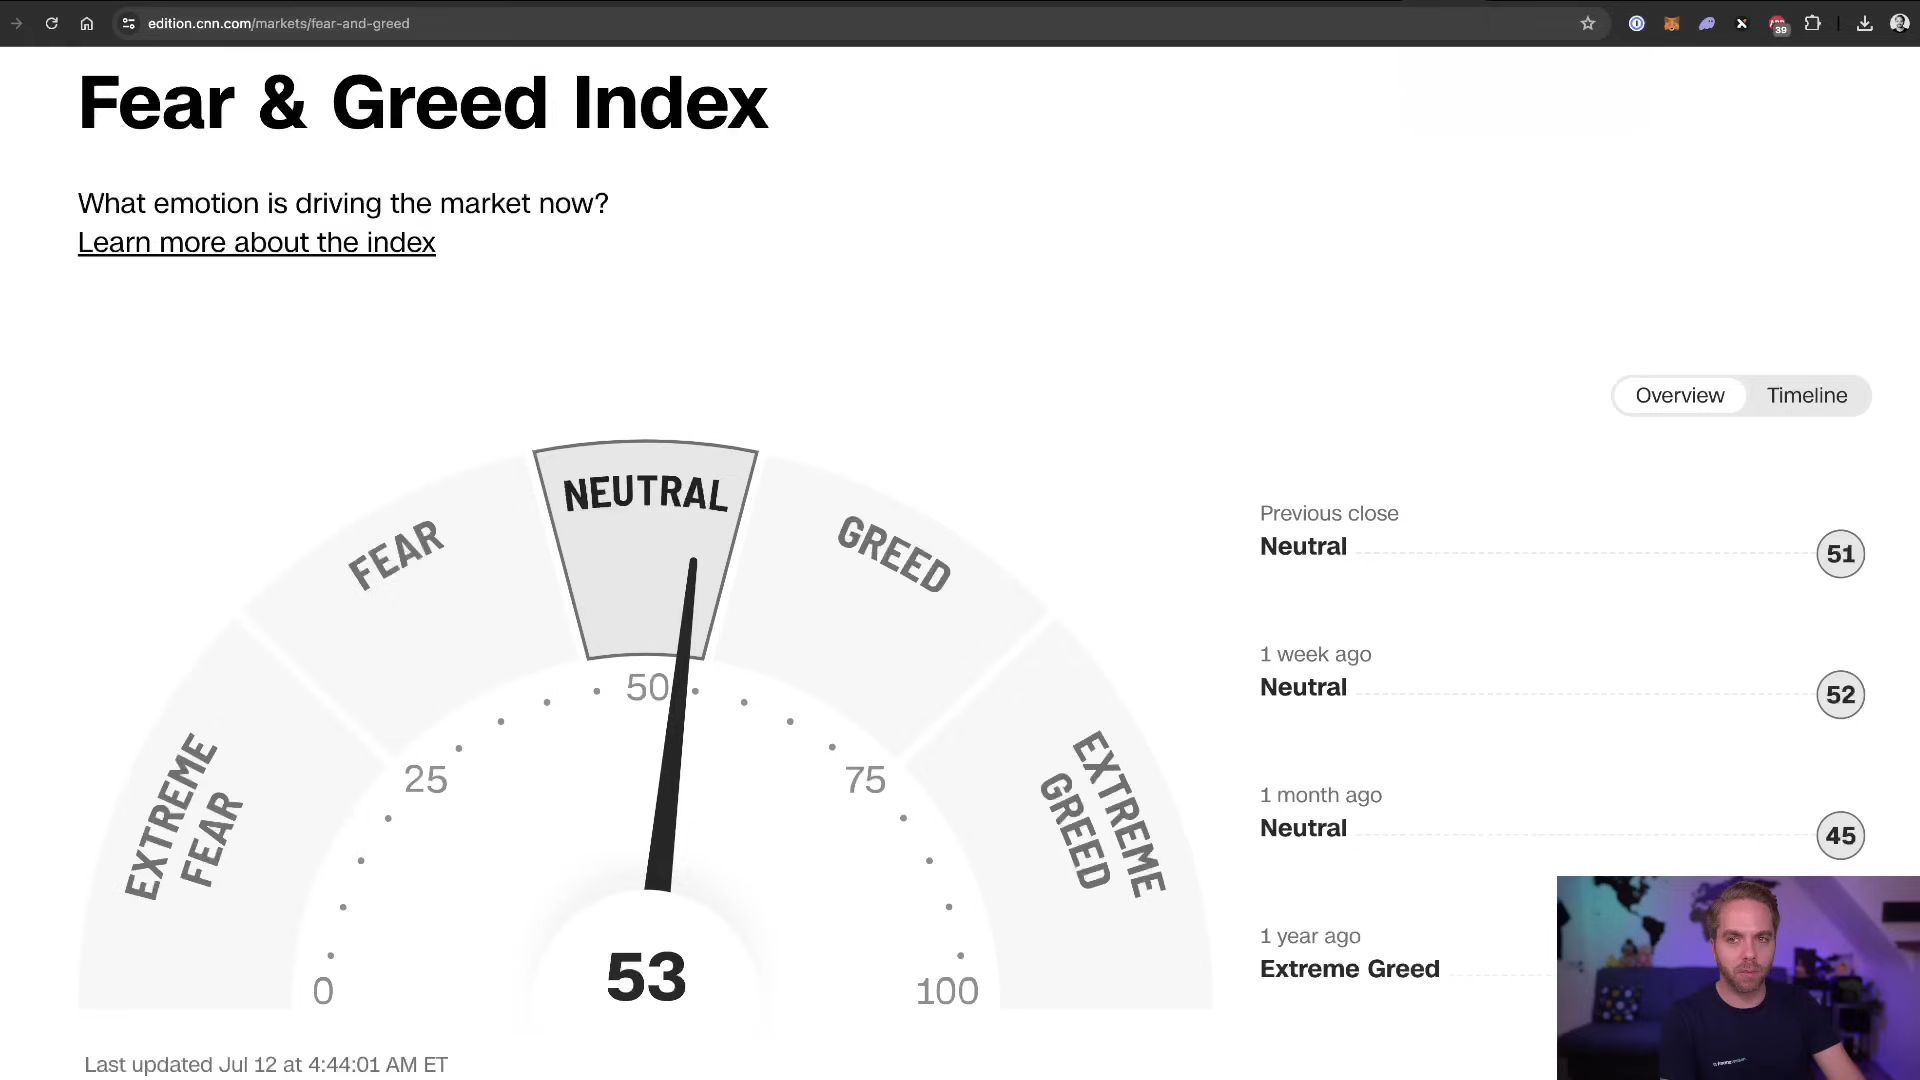 edition.cnn.com/markets/fear-and-greed
39
Fear & Greed Index
What emotion is driving the market now?
Learn more about the index
Overview
Timeline
NEUTRAL
FEAR
GREED
EXTREME
FEAR
EXTREME
GREED
0
25
50
75
100
53
Previous close
Neutral
51
1 week ago
Neutral
52
1 month ago
Neutral
45
1 year ago
Extreme Greed
Last updated Jul 12 at 4:44:01 AM ET